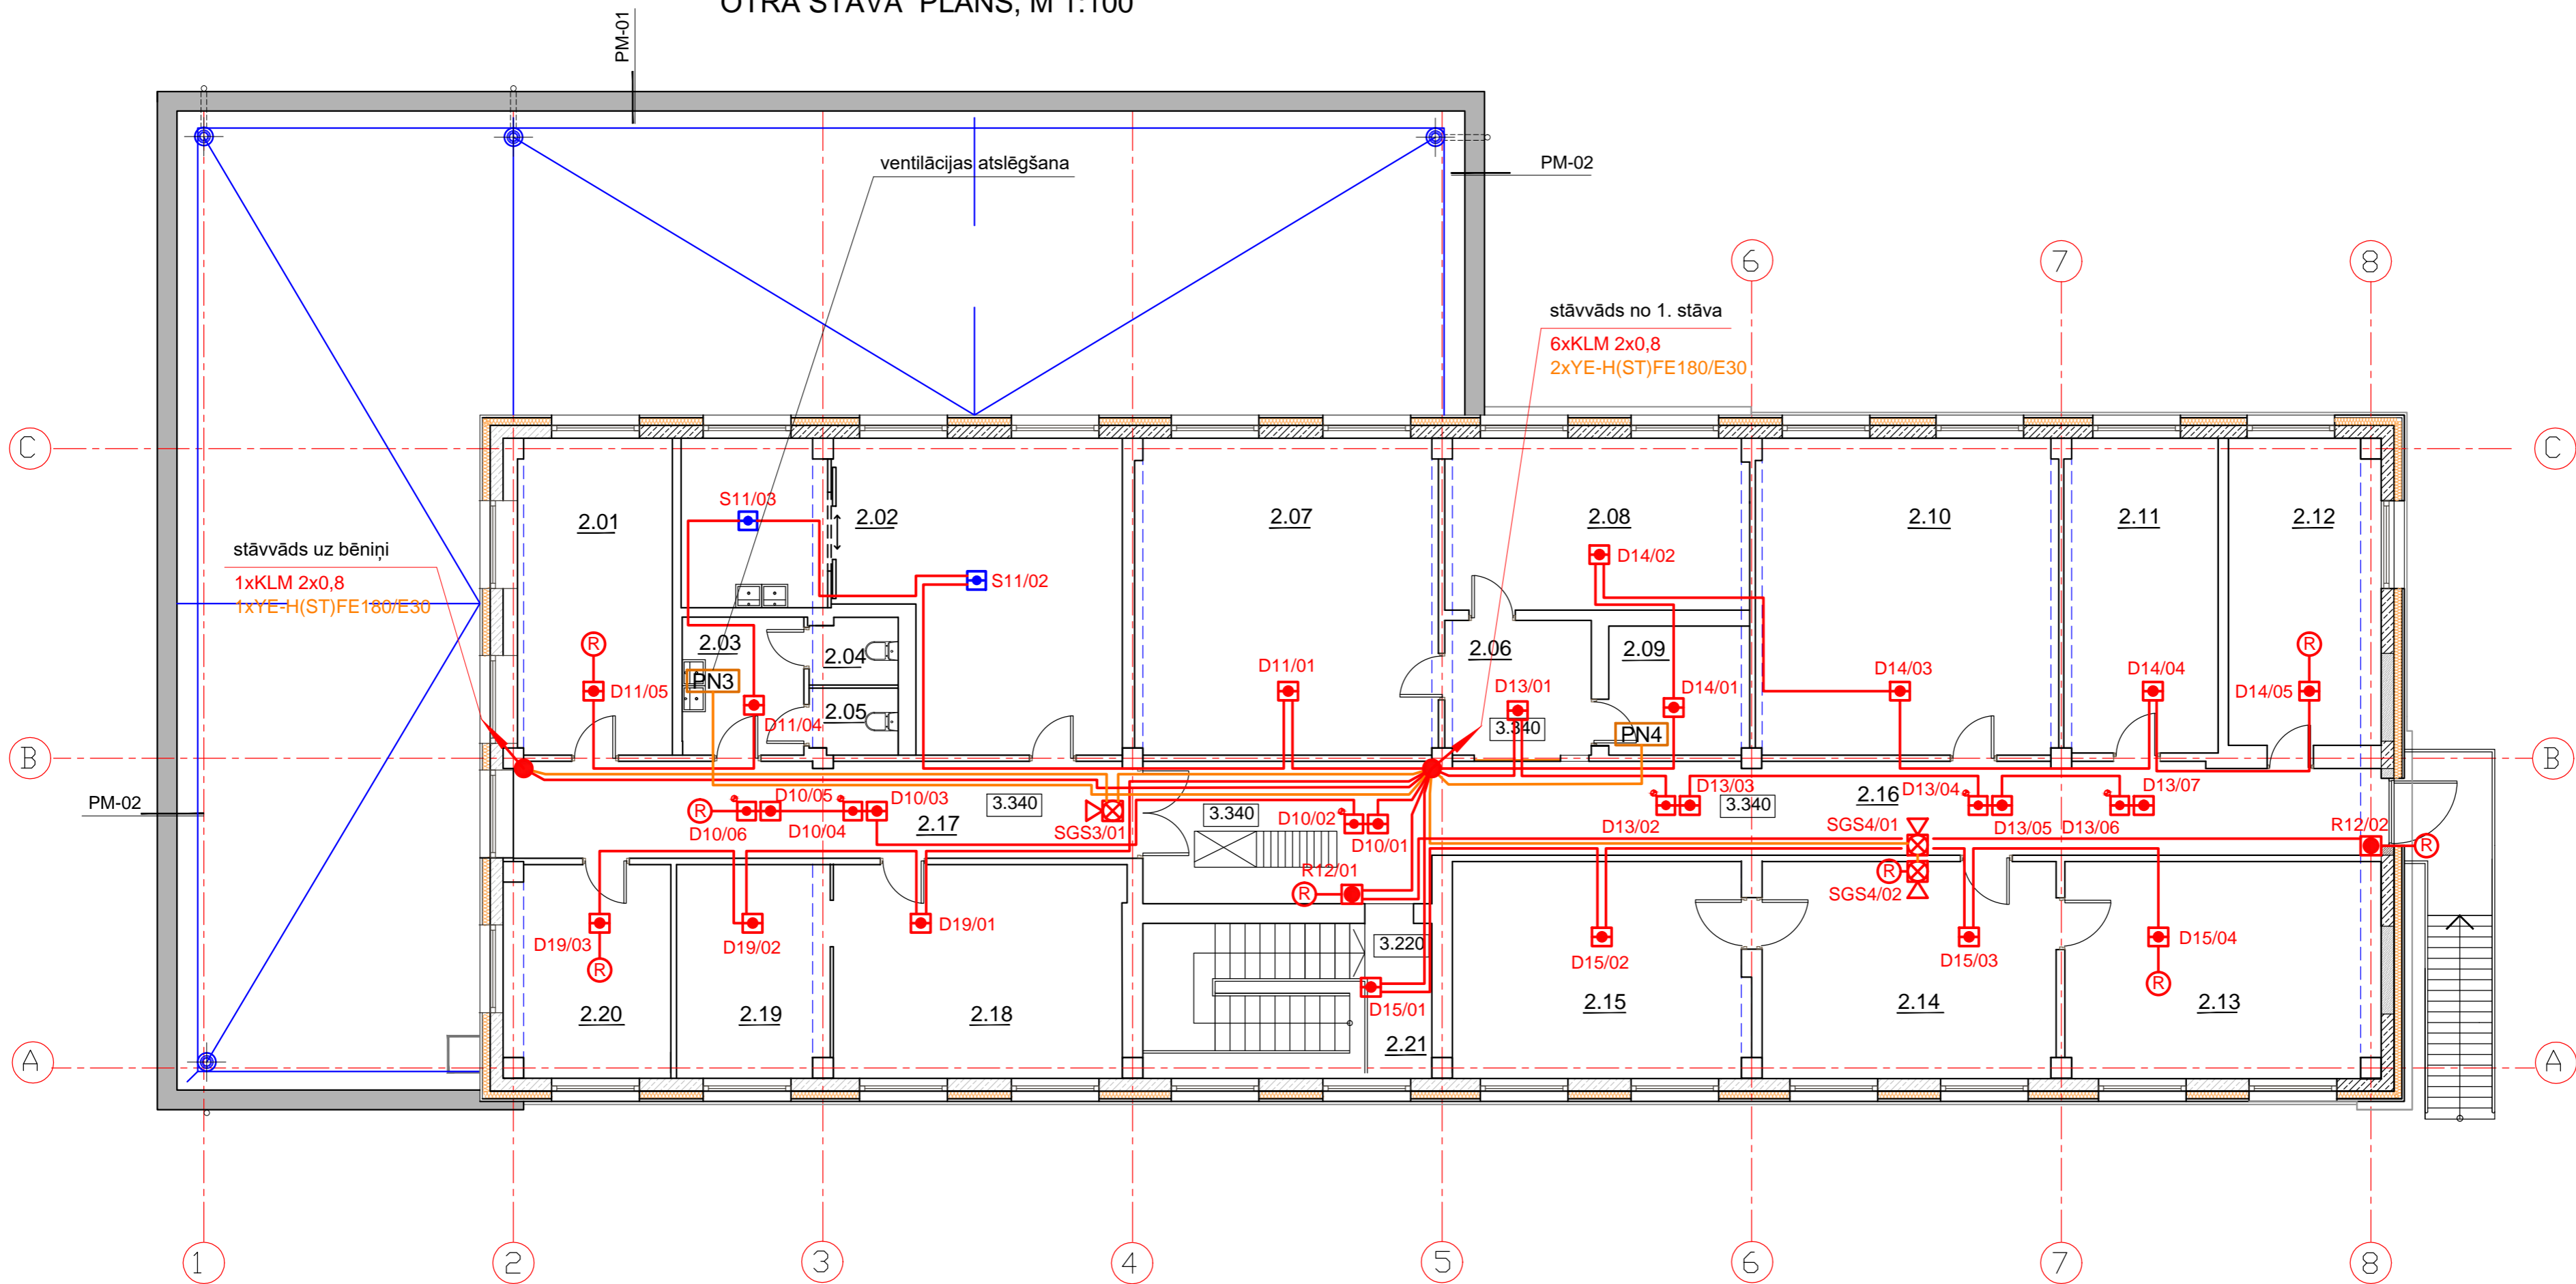 OTRĀ STĀVA PLĀNS, M 1:100
PM-01
ventilācijas atslēgšana
PM-02
6
7
8
stāvvāds no 1. stāva
6xKLM 2x0,8
2xYE-H(ST)FE180/E30
C
C
S11/03
2.01
2.02
2.07
2.08
2.10
2.11
2.12
stāvvāds uz bēniņi
1xKLM 2x0,8
1xYE-H(ST)FE180/E30
D14/02
S11/02
R
2.03
2.04
2.06
2.09
R
PN3
D11/05
D11/01
D13/01
D14/01
D14/03
D14/04
D14/05
2.05
D11/04
3.340
PN4
B
B
PM-02
R
D10/05
D10/03
3.340
3.340
D10/02
D13/03
3.340
D13/04
2.16
D13/07
D10/06
D10/04
2.17
SGS3/01
D10/01
D13/02
SGS4/01
D13/05
D13/06
R12/02
R
R12/01
R
R
SGS4/02
D19/03
D19/02
D19/01
3.220
D15/02
D15/03
D15/04
R
R
D15/01
2.20
2.19
2.18
2.21
2.15
2.14
2.13
A
A
1
2
3
4
5
6
7
8